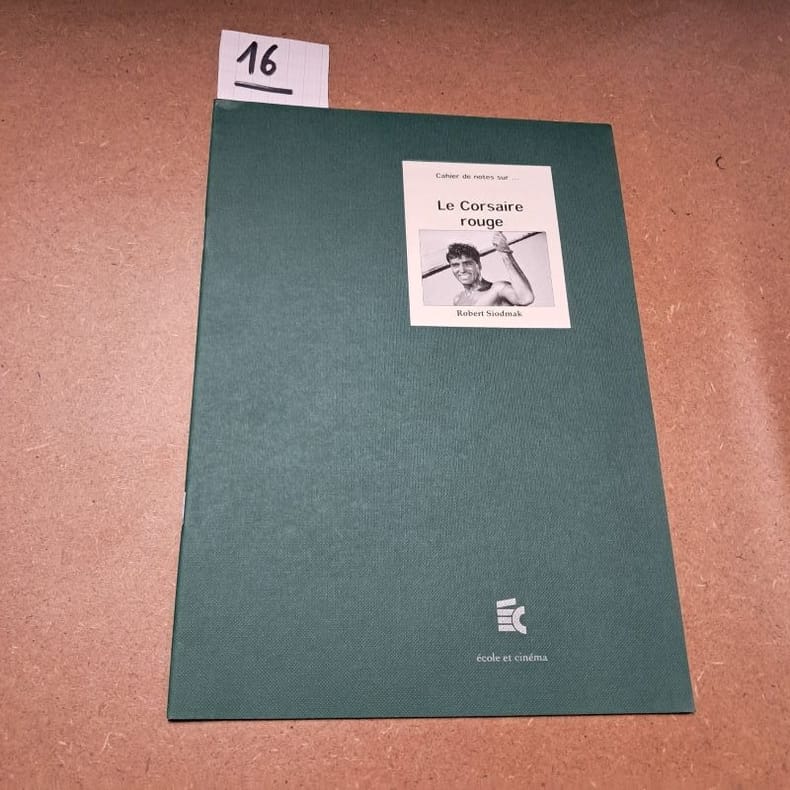 16
Cahier de notes sur ...
Le Corsaire
rouge
Robert Siodmak
école et cinéma